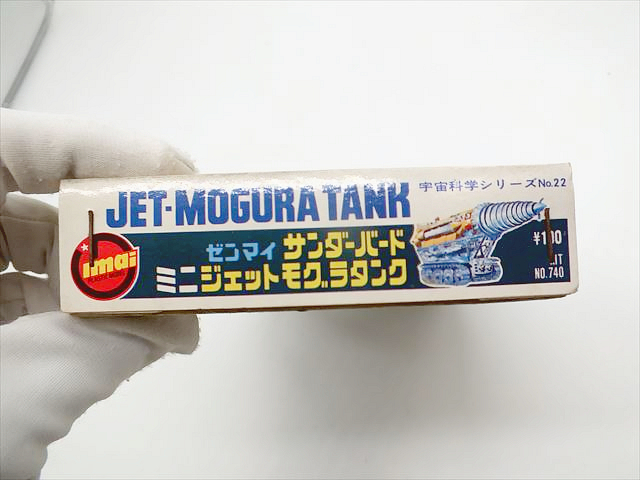 JET-MOGURA TANK
宇宙科学シリーズNo.22
ゼンマイ サンダーバード
ミニジェットモグラタンク
imai
PLASTIC MODEL
¥100
NO.740